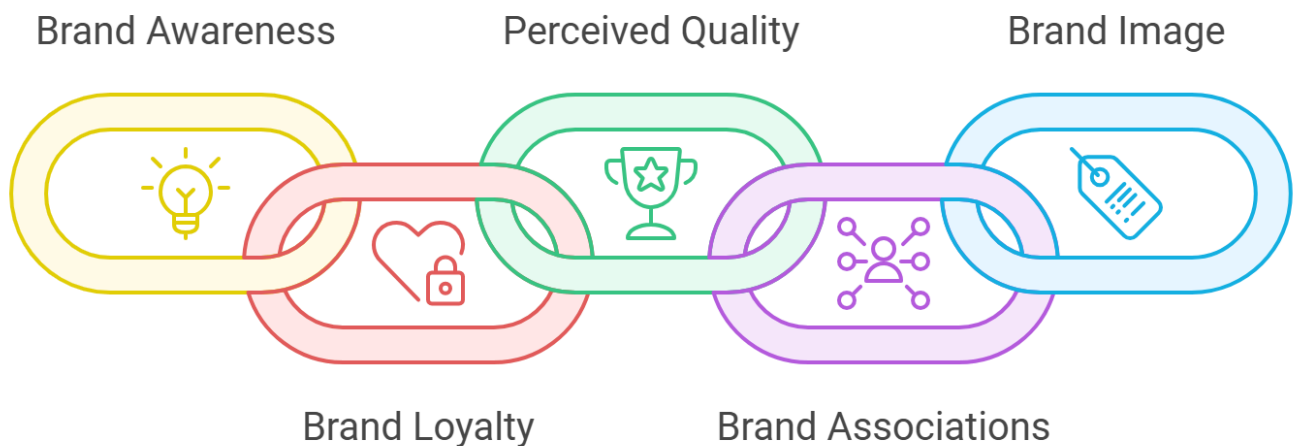 Brand Awareness
Perceived Quality
Brand Image
Brand Loyalty
Brand Associations